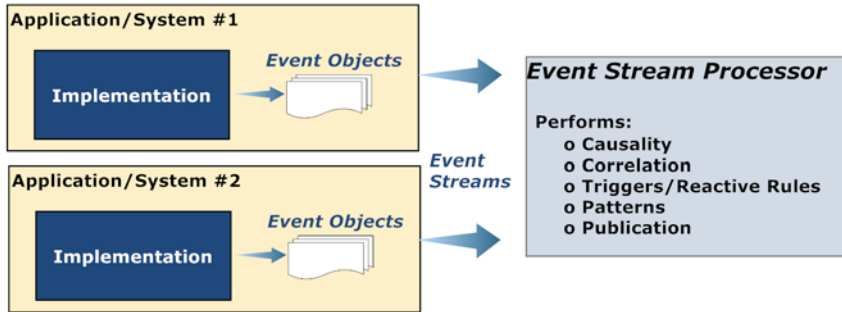 Application/System #1
Event Objects
Implementation
Application/System #2
Event Objects
Implementation
Event
Streams
Event Stream Processor
Performs:
o Causality
o Correlation
o Triggers/Reactive Rules
o Patterns
o Publication